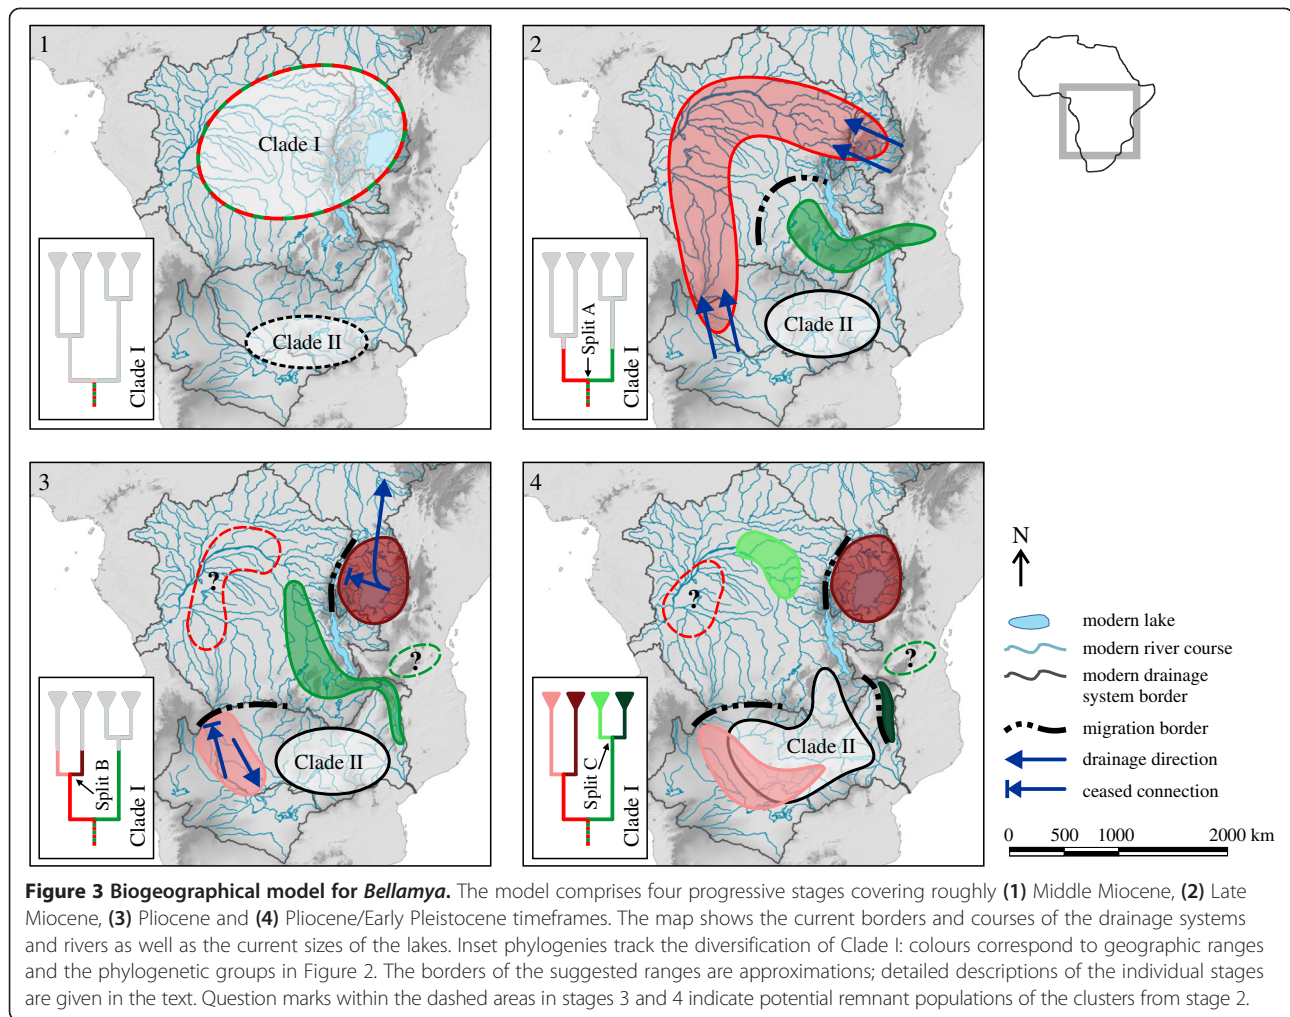 1
Clade I
Clade II
Clade I
2
Clade II
Split A
Clade I
3
?
?
Clade II
Split B
Clade I
4
?
?
Clade II
Split C
Clade I
N
modern lake
modern river course
modern drainage
system border
migration border
drainage direction
ceased connection
0 500 1000 2000 km
Figure 3 Biogeographical model for Bellamya. The model comprises four progressive stages covering roughly (1) Middle Miocene, (2) Late
Miocene, (3) Pliocene and (4) Pliocene/Early Pleistocene timeframes. The map shows the current borders and courses of the drainage systems
and rivers as well as the current sizes of the lakes. Inset phylogenies track the diversification of Clade I: colours correspond to geographic ranges
and the phylogenetic groups in Figure 2. The borders of the suggested ranges are approximations; detailed descriptions of the individual stages
are given in the text. Question marks within the dashed areas in stages 3 and 4 indicate potential remnant populations of the clusters from stage 2.